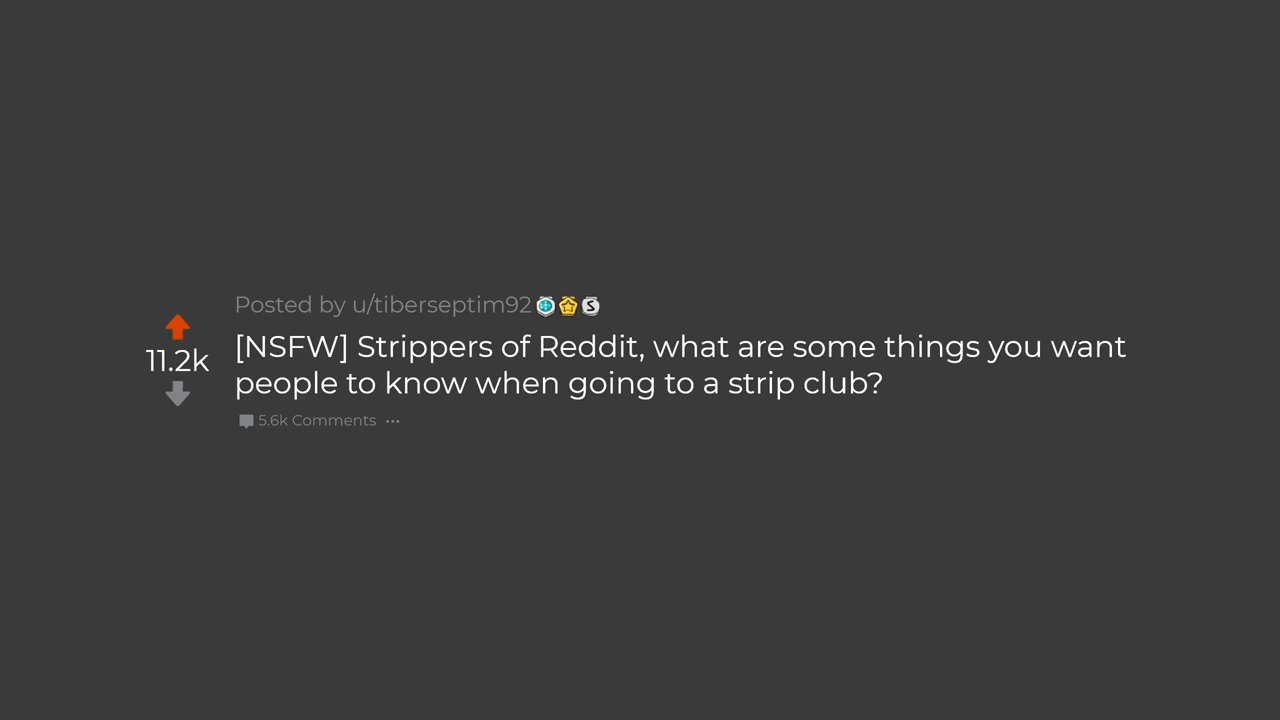 Posted by u/tiberseptim92
11.2k
[NSFW] Strippers of Reddit, what are some things you want
people to know when going to a strip club?
5.6k Comments ...